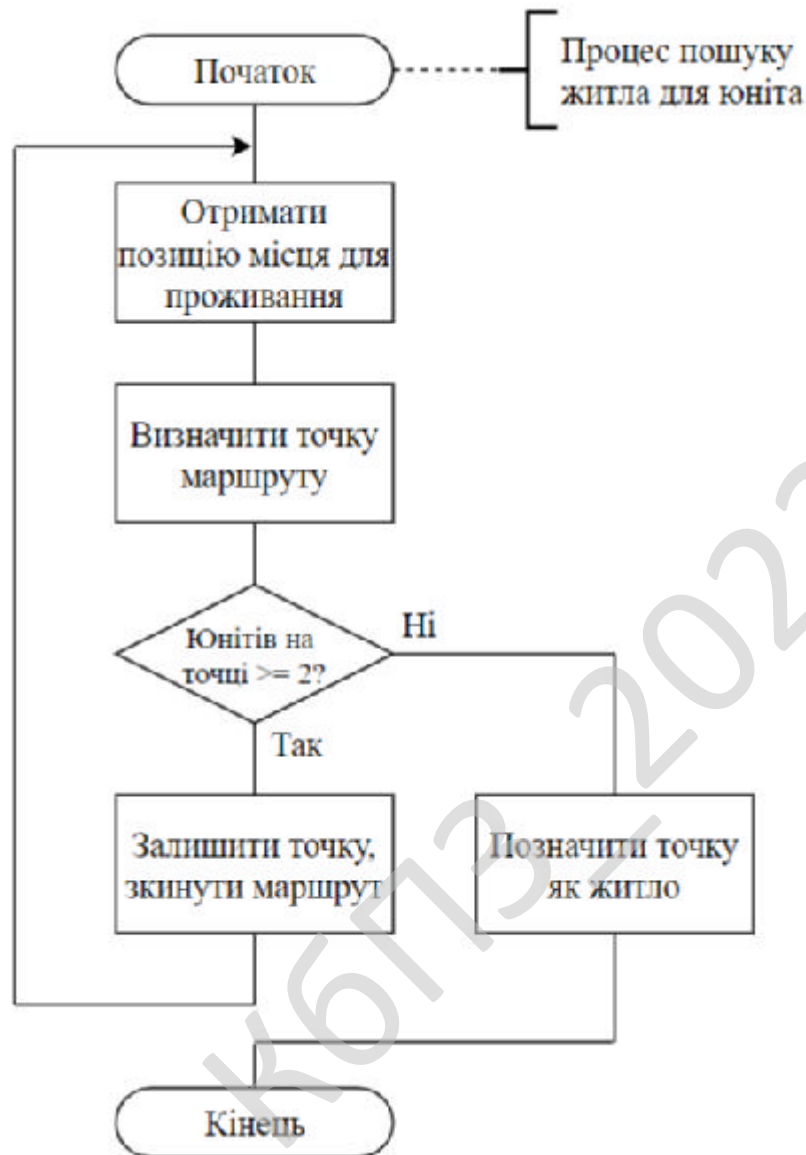 Початок
Процес пошуку
житла для юніта
Отримати
позицію місця для
проживання
Визначити точку
маршруту
Юнітів на
точці >= 2?
Ні
Так
Залишити точку,
зкинути маршрут
Позначити точку
як житло
Кінець